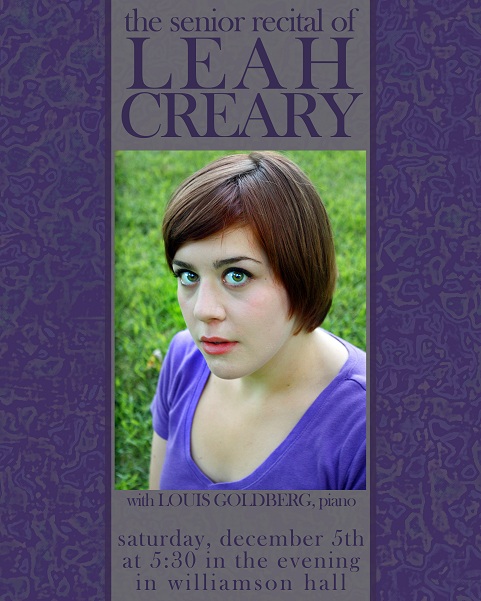 the senior recital of
LEAH
CREARY
with LOUIS GOLDBERG, piano
saturday, december 5th
at 5:30 in the evening
in williamson hall